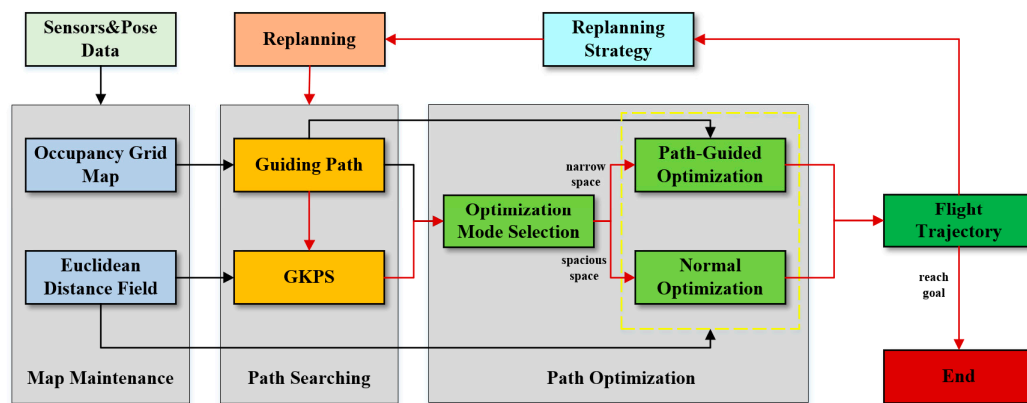 Sensors&Pose
Data
Replanning
Replanning
Strategy
Occupancy Grid
Map
Guiding Path
narrow
space
Path-Guided
Optimization
Optimization
Mode Selection
Flight
Trajectory
Euclidean
Distance Field
GKPS
spacious
space
Normal
Optimization
reach
goal
Map Maintenance
Path Searching
Path Optimization
End